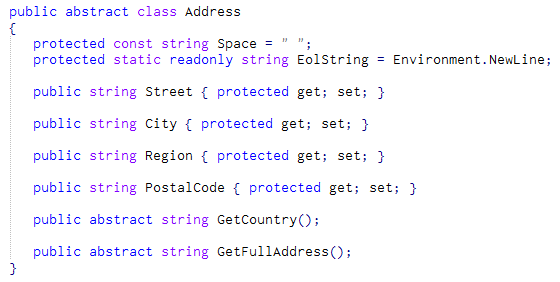 public abstract class Address
{
protected const string Space = " ";
protected static readonly string EolString = Environment.NewLine;
public string Street { protected get; set; }
public string City { protected get; set; }
public string Region { protected get; set; }
public string PostalCode { protected get; set; }
public abstract string GetCountry();
public abstract string GetFullAddress();
}